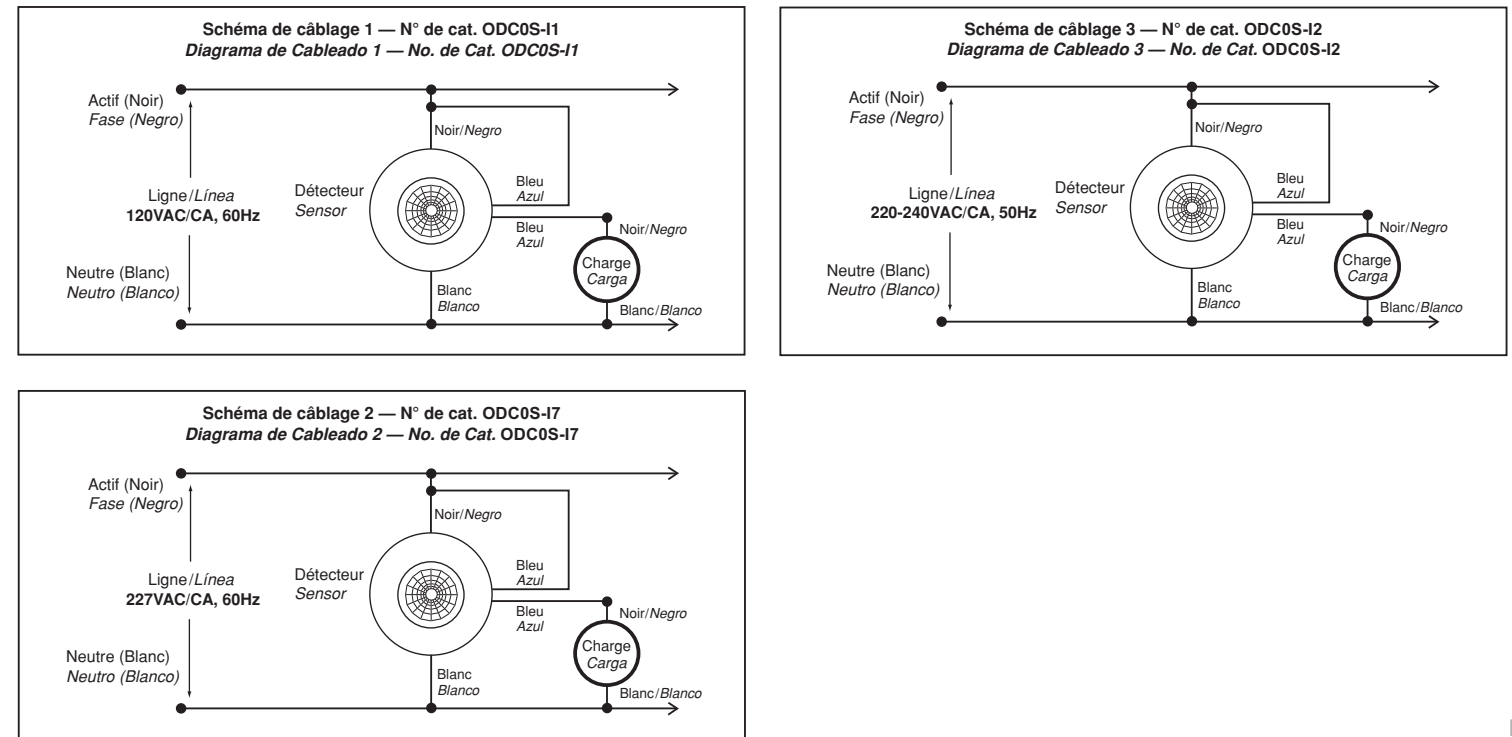 Schéma de câblage 1 — N° de cat. ODC0S-I1
Diagrama de Cableado 1 — No. de Cat. ODC0S-I1
Actif (Noir)
Fase (Negro)
Noir/Negro
Ligne/Línea
120VAC/CA, 60Hz
Détecteur
Sensor
Bleu
Azul
Bleu
Azul
Noir/Negro
Charge
Carga
Neutre (Blanc)
Neutro (Blanco)
Blanc
Blanco
Blanc/Blanco
Schéma de câblage 3 — N° de cat. ODC0S-I2
Diagrama de Cableado 3 — No. de Cat. ODC0S-I2
Actif (Noir)
Fase (Negro)
Noir/Negro
Ligne/Línea
220-240VAC/CA, 50Hz
Détecteur
Sensor
Bleu
Azul
Bleu
Azul
Noir/Negro
Charge
Carga
Neutre (Blanc)
Neutro (Blanco)
Blanc
Blanco
Blanc/Blanco
Schéma de câblage 2 — N° de cat. ODC0S-I7
Diagrama de Cableado 2 — No. de Cat. ODC0S-I7
Actif (Noir)
Fase (Negro)
Noir/Negro
Ligne/Línea
227VAC/CA, 60Hz
Détecteur
Sensor
Bleu
Azul
Bleu
Azul
Noir/Negro
Charge
Carga
Neutre (Blanc)
Neutro (Blanco)
Blanc
Blanco
Blanc/Blanco